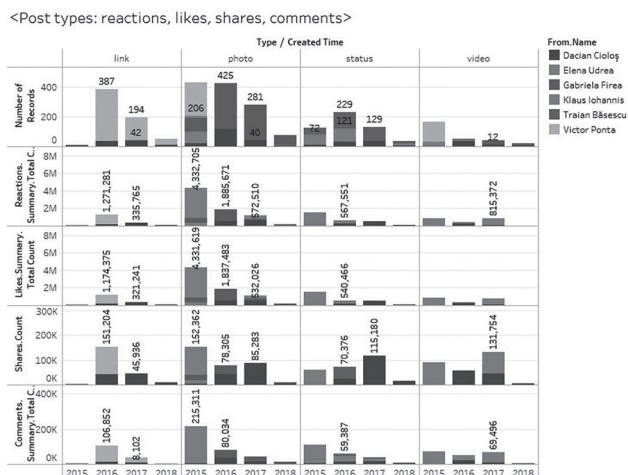 <Post types: reactions, likes, shares, comments>
Type / Created Time
link photo status video
From.Name
Dacian Cioloş
Elena Udrea
Gabriela Firea
Klaus Iohannis
Traian Băsescu
Victor Ponta
Number of
Records
400
200
0
387
194
42
206
425
281
40
72
229
121
129
12
Reactions.
Summary.Total C..
8M
6M
4M
2M
0M
1,271,281
335,765
4,332,705
1,885,671
572,510
567,551
815,372
Likes.Summary.
Total Count
8M
6M
4M
2M
0M
1,174,375
321,241
4,331,619
1,837,483
532,026
540,466
Shares.Count
300K
200K
100K
0K
151,204
45,936
152,362
78,305
85,283
70,376
115,180
131,754
Comments.
Summary.Total C..
400K
200K
0K
106,852
8,102
215,311
80,034
59,387
69,496
2015 2016 2017 2018 2015 2016 2017 2018 2015 2016 2017 2018 2015 2016 2017 2018